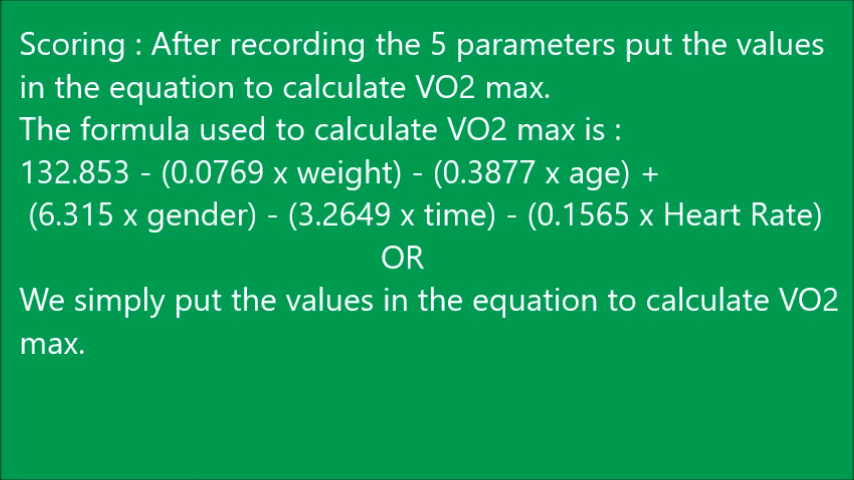 Scoring : After recording the 5 parameters put the values
in the equation to calculate VO2 max.
The formula used to calculate VO2 max is :
132.853 - (0.0769 x weight) - (0.3877 x age) +
(6.315 x gender) - (3.2649 x time) - (0.1565 x Heart Rate)
OR
We simply put the values in the equation to calculate VO2
max.